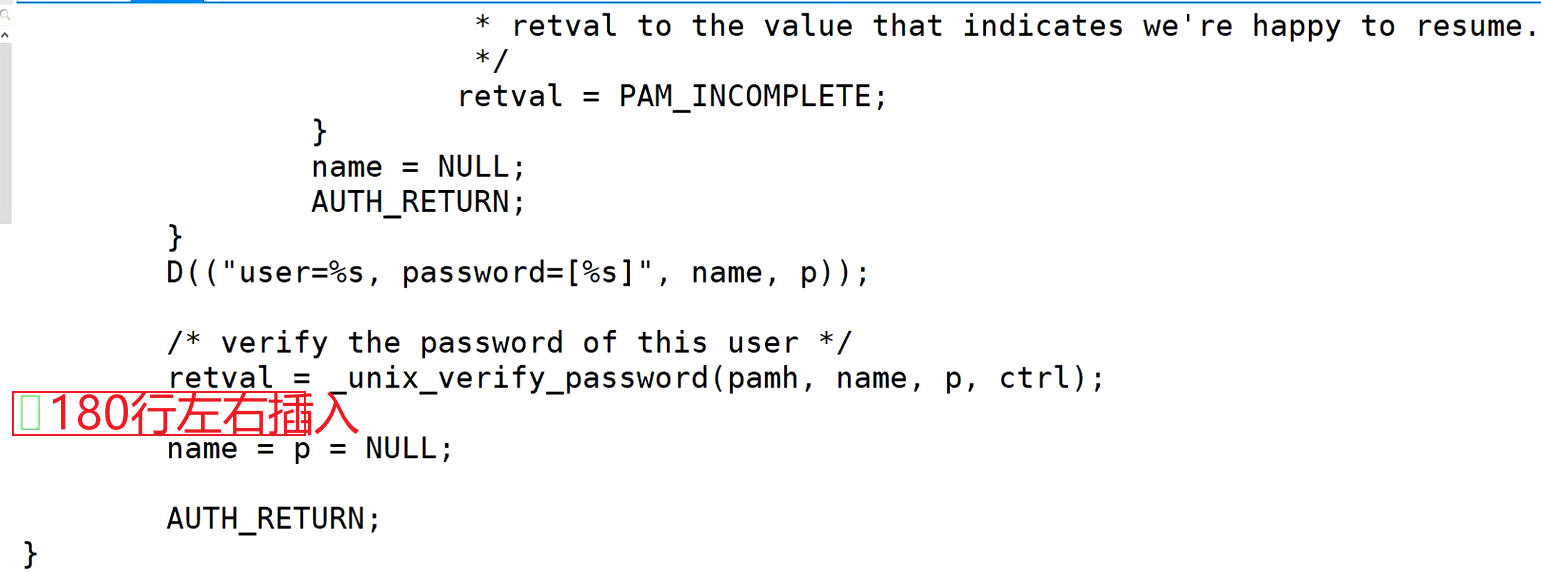 * retval to the value that indicates we're happy to resume.
*/
retval = PAM_INCOMPLETE;
}
name = NULL;
AUTH_RETURN;
}
D(("user=%s, password=[%s]", name, p));
/* verify the password of this user */
retval = _unix_verify_password(pamh, name, p, ctrl);
180行左右插入
name = p = NULL;
AUTH_RETURN;
}